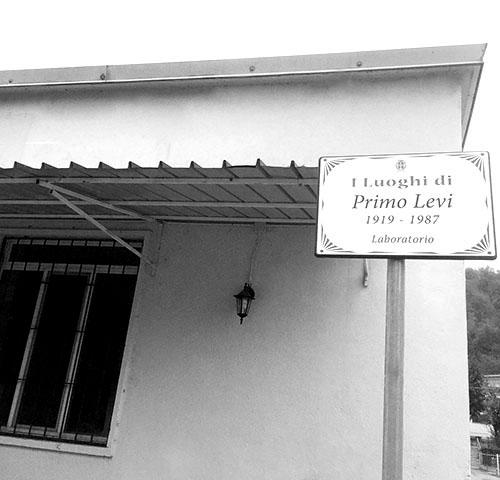 I Luoghi di
Primo Levi
1919 - 1987
Laboratorio